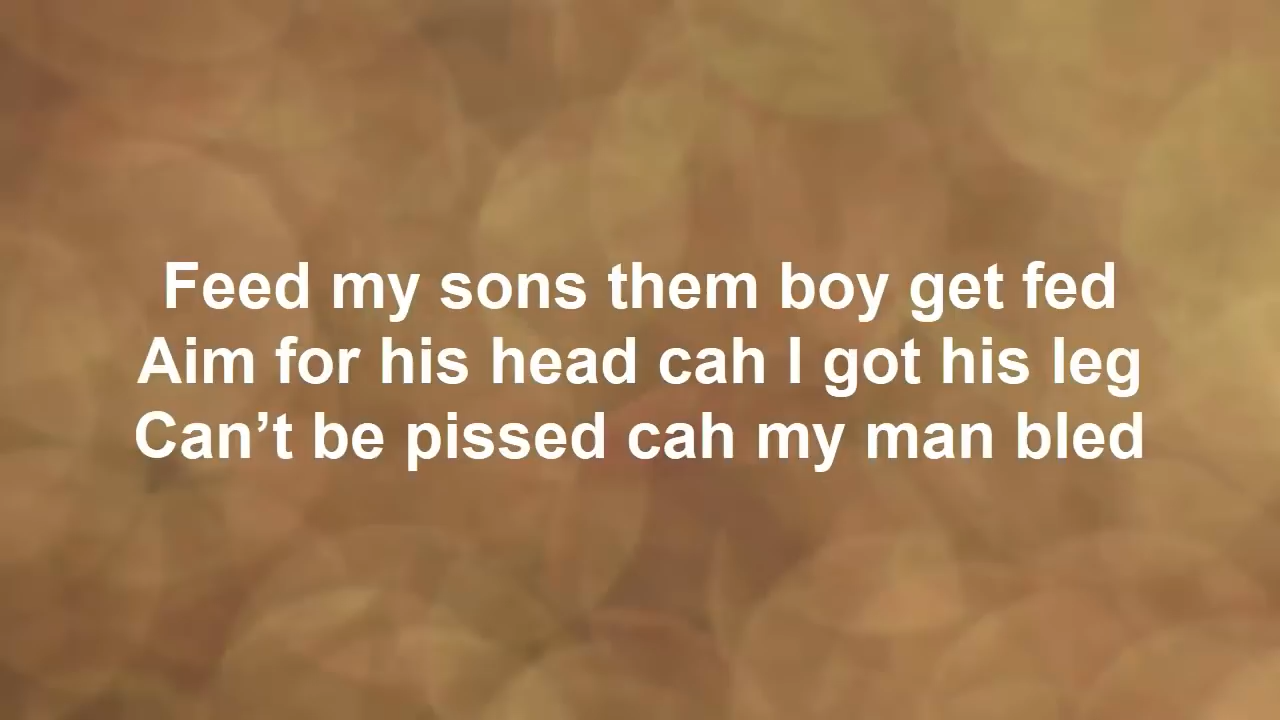 Feed my sons them boy get fed
Aim for his head cah I got his leg
Can’t be pissed cah my man bled